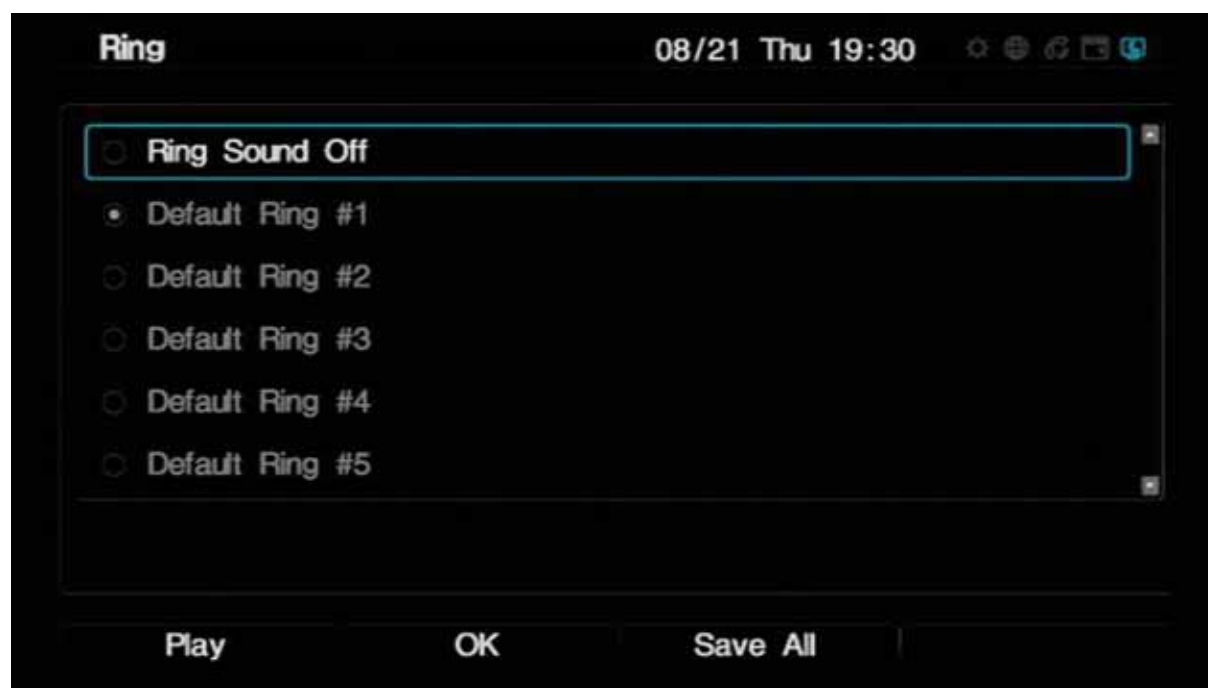 Ring 08/21 Thu 19:30
Ring Sound Off
Default Ring #1
Default Ring #2
Default Ring #3
Default Ring #4
Default Ring #5
Play OK Save All